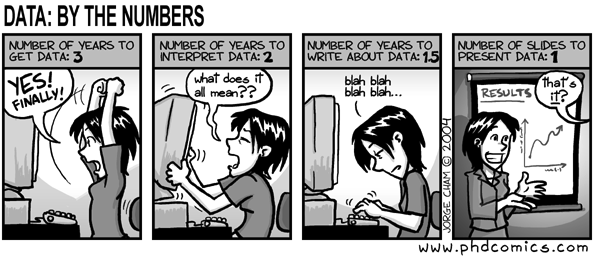 DATA: BY THE NUMBERS
NUMBER OF YEARS TO
GET DATA: 3
YES!
FINALLY!
NUMBER OF YEARS TO
INTERPRET DATA: 2
what does it
all mean??
NUMBER OF YEARS TO
WRITE ABOUT DATA: 1.5
blah blah
blah blah...
JORGE CHAM © 2004
NUMBER OF SLIDES TO
PRESENT DATA: 1
RESULTS
that's
it?
www.phdcomics.com